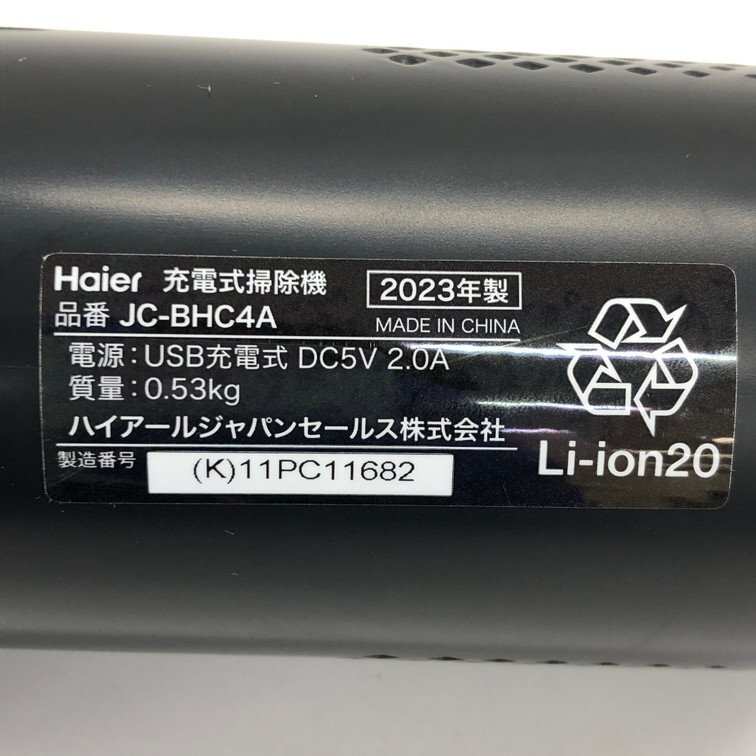 Haier 充電式掃除機 2023年製
品番 JC-BHC4A MADE IN CHINA
電源:USB充電式 DC5V 2.0A
質量:0.53kg
ハイアールジャパンセールス株式会社
製造番号 (K)11PC11682
Li-ion20